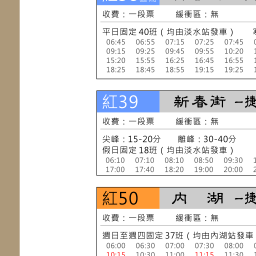 收費：一段票 緩衝區：無
平日固定40班 ( 均由淡水站發車 )
06:45 06:55 07:15 07:25 07:45
09:15 09:25 09:45 09:55 10:20
15:20 15:55 16:25 16:45 16:55
18:25 18:45 18:55 19:15 19:25
紅39 新春街 –捷
收費：一段票 緩衝區：無
尖峰：15-20分 離峰：30-40分
假日固定18班 ( 均由淡水站發車 )
06:10 07:10 08:10 08:50 09:30
17:00 17:40 18:20 19:00 20:00
紅50 內 湖 –捷
收費：一段票 緩衝區：無
週日至週四固定37班 ( 均由內湖站發車
06:00 06:30 07:00 07:30 08:00
10:15 10:30 11:00 11:15 11:30